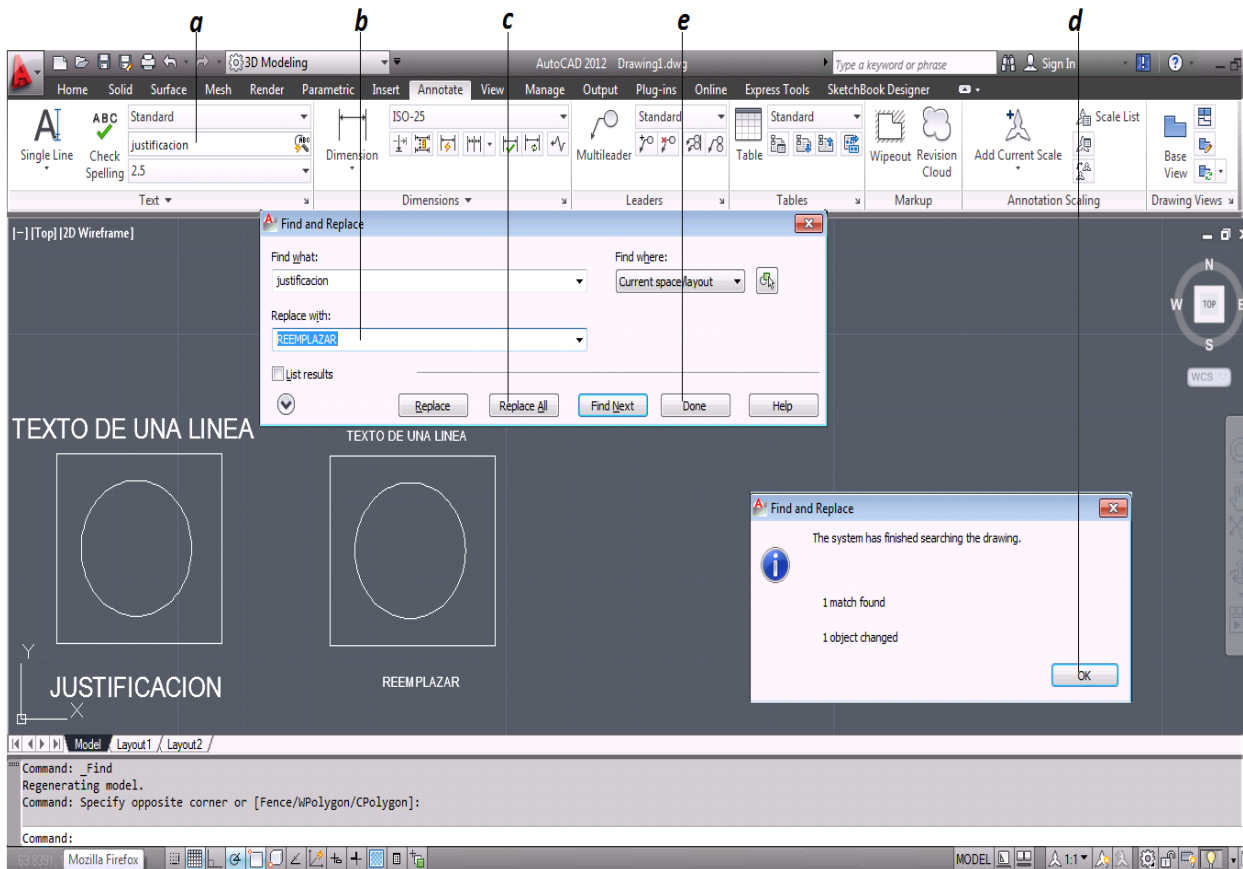 a b c e d
3D Modeling AutoCAD 2012 Drawing1.dwg Type a keyword or phrase Sign In
Home Solid Surface Mesh Render Parametric Insert Annotate View Manage Output Plug-ins Online Express Tools SketchBook Designer
A ABC Standard ISO-25 Standard Standard Scale List
justificacion
Single Line Check Spelling Dimension Multileader Table Wipeout Revision Cloud Add Current Scale Base View
2.5
Text Dimensions Leaders Tables Markup Annotation Scaling Drawing Views
[−] [Top] [2D Wireframe]
Find and Replace
Find what:
Find where:
justificacion
Current space/layout
Replace with:
REEMPLAZAR
List results
Replace Replace All Find Next Done Help
N
W TOP E
S
WCS
TEXTO DE UNA LINEA
TEXTO DE UNA LINEA
JUSTIFICACION
REEMPLAZAR
Y
X
Find and Replace
The system has finished searching the drawing.
1 match found
1 object changed
OK
Model Layout1 Layout2
Command: _Find
Regenerating model.
Command: Specify opposite corner or [Fence/WPolygon/CPolygon]:
Command:
Mozilla Firefox MODEL 1:1